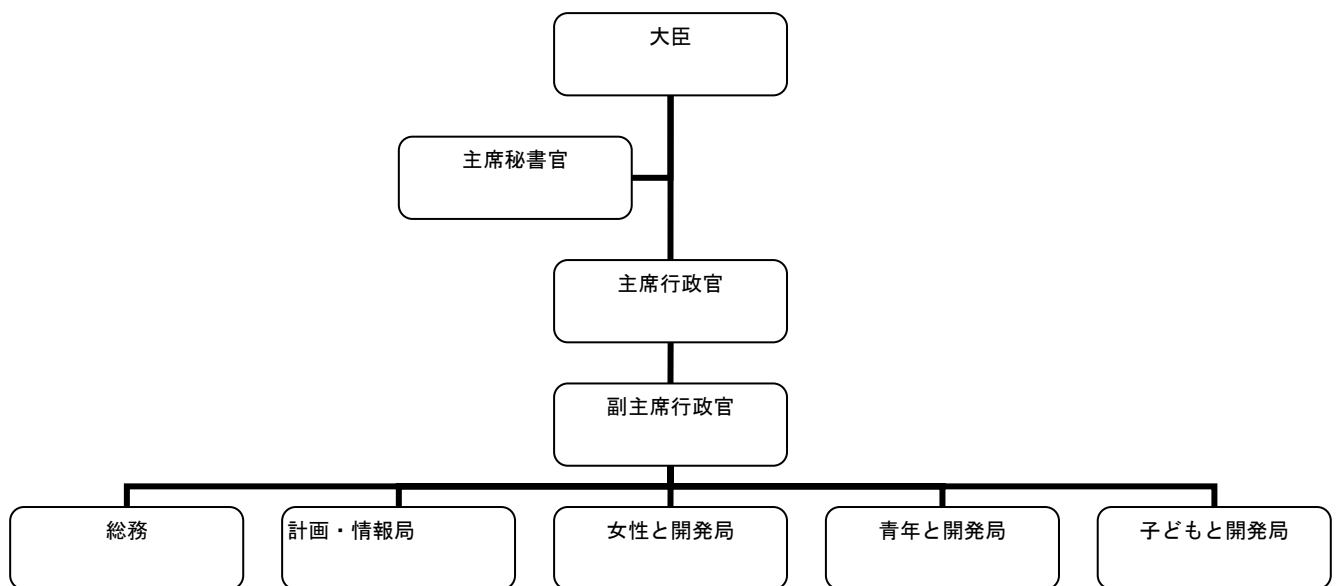 大臣
主席秘書官
主席行政官
副主席行政官
総務
計画・情報局
女性と開発局
青年と開発局
子どもと開発局